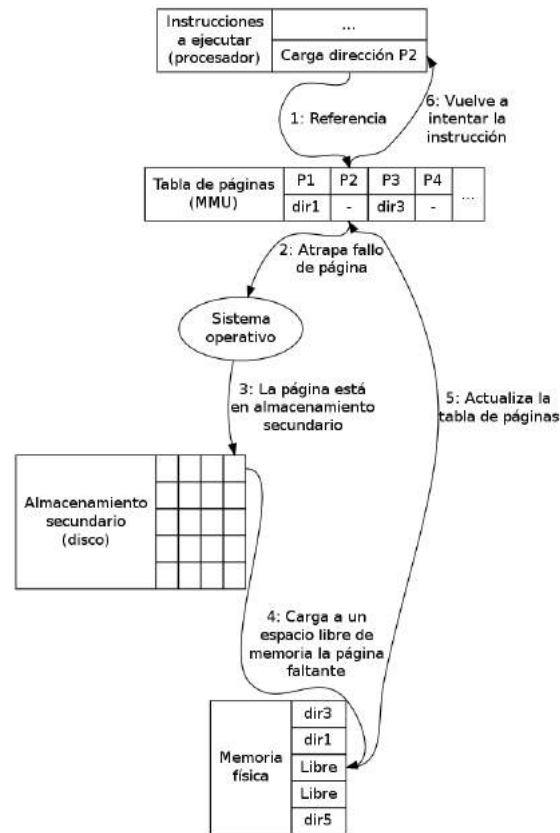 Instrucciones
a ejecutar
(procesador)
...
Carga dirección P2
1: Referencia
6: Vuelve a
intentar la
instrucción
Tabla de páginas
(MMU)
P1
P2
P3
P4
...
dir1
-
dir3
-
2: Atrapa fallo
de página
Sistema
operativo
3: La página está
en almacenamiento
secundario
5: Actualiza la
tabla de páginas
Almacenamiento
secundario
(disco)
4: Carga a un
espacio libre de
memoria la página
faltante
Memoria
física
dir3
dir1
Libre
Libre
dir5